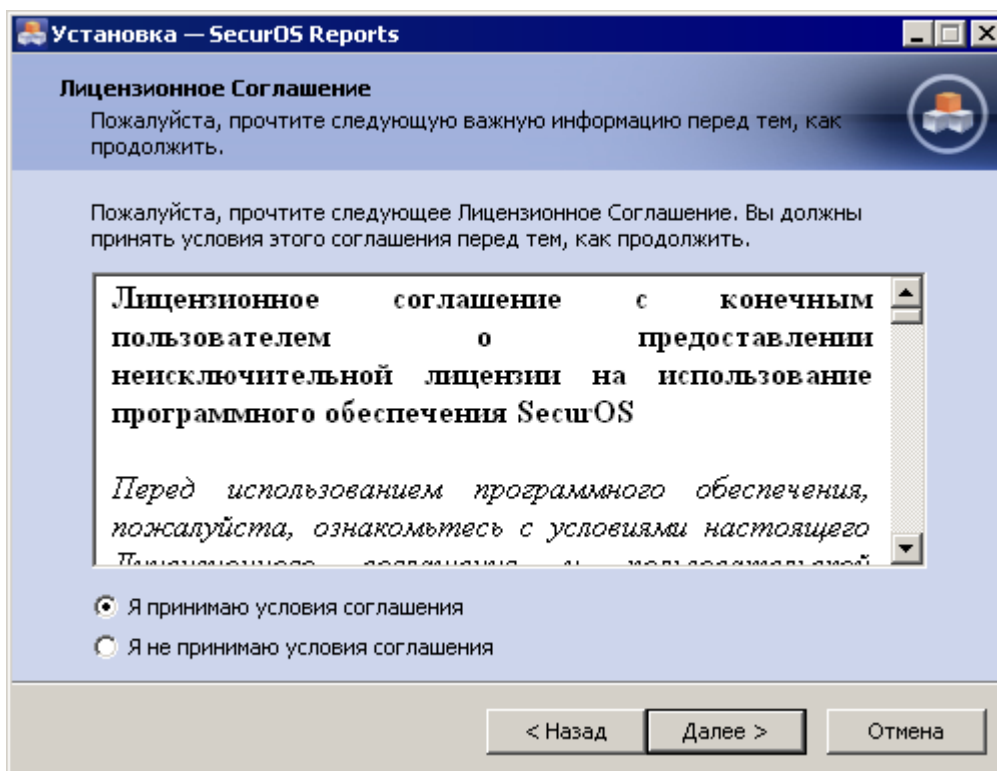 Установка — SecurOS Reports
Лицензионное Соглашение
Пожалуйста, прочтите следующую важную информацию перед тем, как
продолжить.
Пожалуйста, прочтите следующее Лицензионное Соглашение. Вы должны
принять условия этого соглашения перед тем, как продолжить.
Лицензионное соглашение с конечным
пользователем о предоставлении
неисключительной лицензии на использование
программного обеспечения SecurOS
Перед использованием программного обеспечения,
пожалуйста, ознакомьтесь с условиями настоящего
Лицензионного соглашения и пользовательской
Я принимаю условия соглашения
Я не принимаю условия соглашения
< Назад
Далее >
Отмена